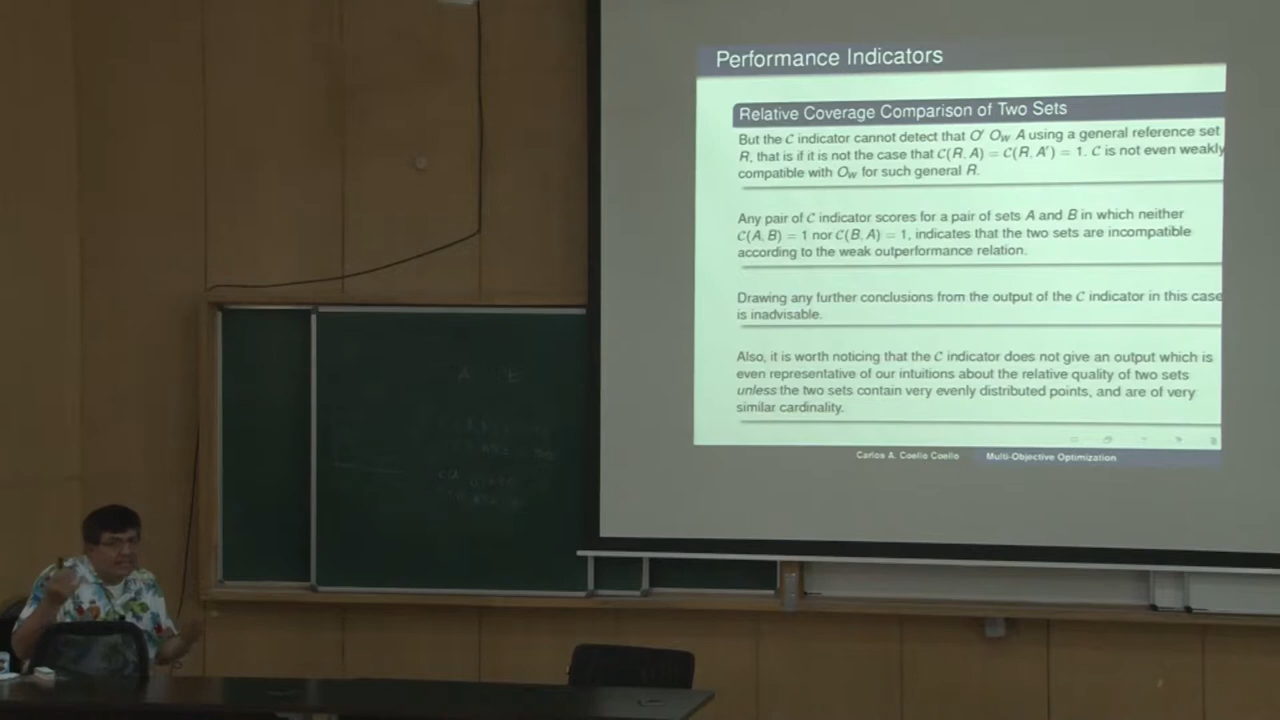 Performance Indicators
Relative Coverage Comparison of Two Sets
But the C indicator cannot detect that O' O_W A using a general reference set
R, that is if it is not the case that C(R, A) = C(R, A') = 1. C is not even weakly
compatible with O_W for such general R.
Any pair of C indicator scores for a pair of sets A and B in which neither
C(A, B) = 1 nor C(B, A) = 1, indicates that the two sets are incompatible
according to the weak outperformance relation.
Drawing any further conclusions from the output of the C indicator in this case
is inadvisable.
Also, it is worth noticing that the C indicator does not give an output which is
even representative of our intuitions about the relative quality of two sets
unless the two sets contain very evenly distributed points, and are of very
similar cardinality.
Carlos A. Coello Coello Multi-Objective Optimization